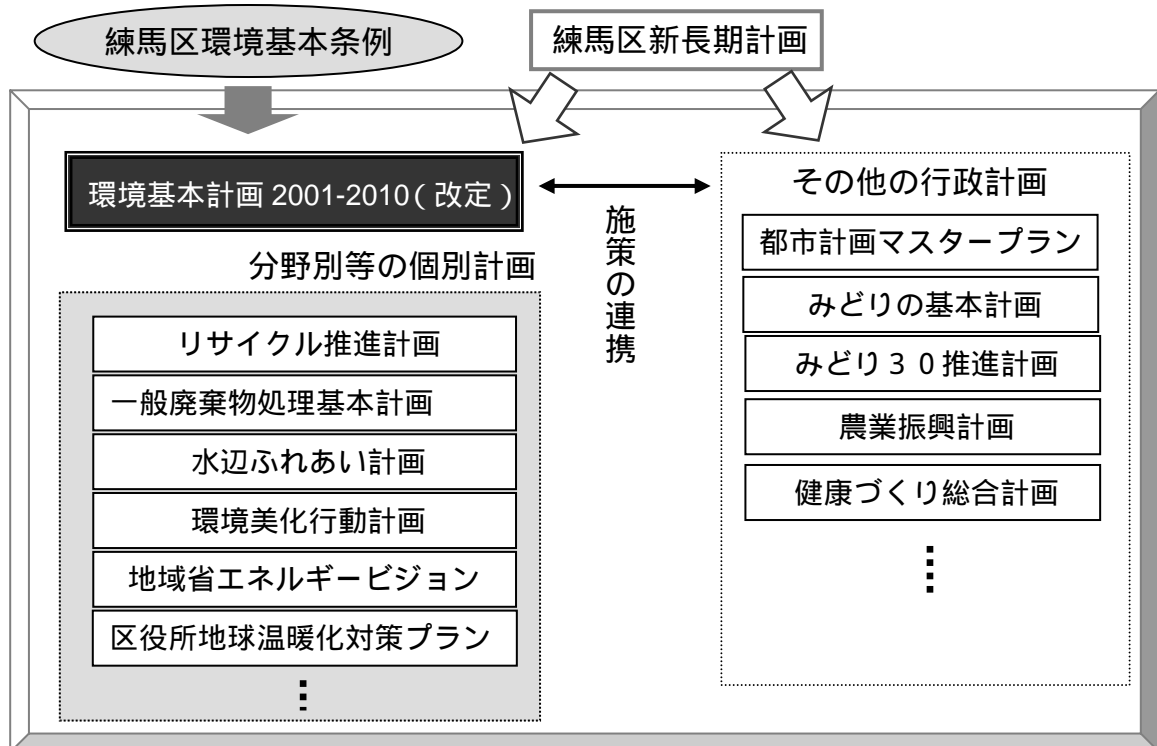 練馬区環境基本条例
練馬区新長期計画
環境基本計画 2001-2010(改定)
施策の連携
分野別等の個別計画
リサイクル推進計画
一般廃棄物処理基本計画
水辺ふれあい計画
環境美化行動計画
地域省エネルギービジョン
区役所地球温暖化対策プラン
⋮
その他の行政計画
都市計画マスタープラン
みどりの基本計画
みどり30推進計画
農業振興計画
健康づくり総合計画
⋮